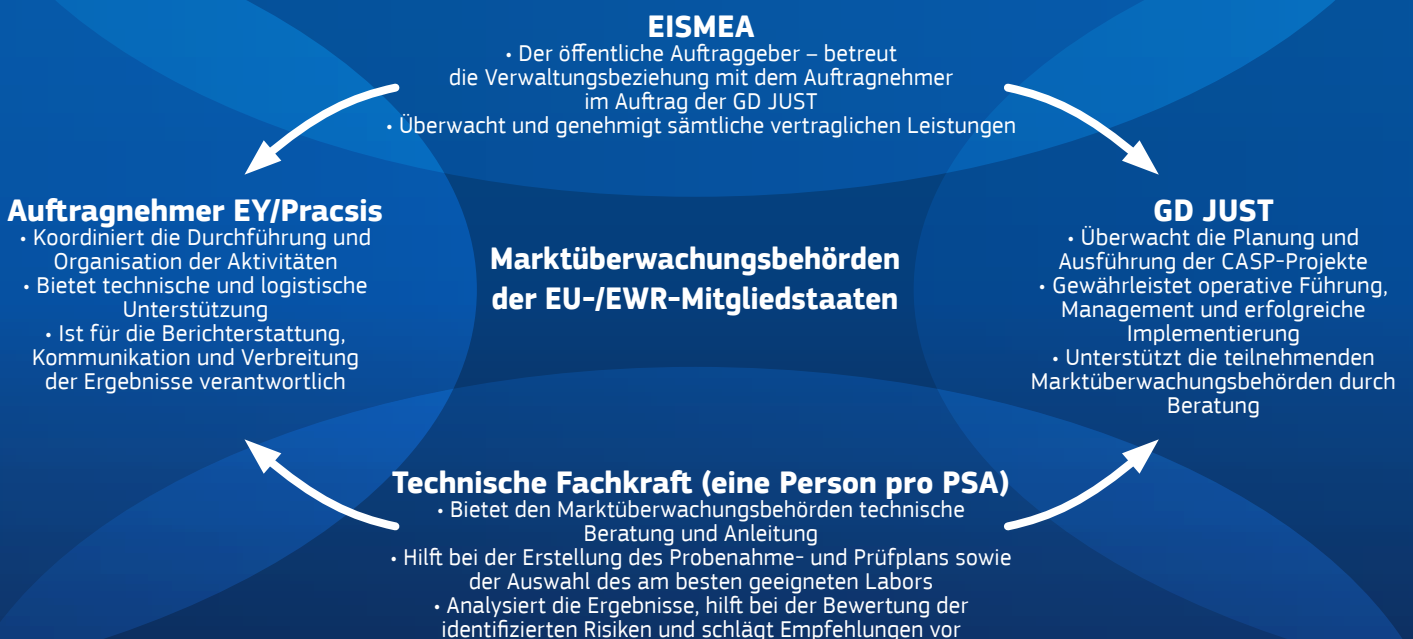 EISMEA
• Der öffentliche Auftraggeber – betreut
die Verwaltungsbeziehung mit dem Auftragnehmer
im Auftrag der GD JUST
• Überwacht und genehmigt sämtliche vertraglichen Leistungen
Auftragnehmer EY/Pracsis
• Koordiniert die Durchführung und
Organisation der Aktivitäten
• Bietet technische und logistische
Unterstützung
• Ist für die Berichterstattung,
Kommunikation und Verbreitung
der Ergebnisse verantwortlich
Marktüberwachungsbehörden
der EU-/EWR-Mitgliedstaaten
GD JUST
• Überwacht die Planung und
Ausführung der CASP-Projekte
• Gewährleistet operative Führung,
Management und erfolgreiche
Implementierung
• Unterstützt die teilnehmenden
Marktüberwachungsbehörden durch
Beratung
Technische Fachkraft (eine Person pro PSA)
• Bietet den Marktüberwachungsbehörden technische
Beratung und Anleitung
• Hilft bei der Erstellung des Probenahme- und Prüfplans sowie
der Auswahl des am besten geeigneten Labors
• Analysiert die Ergebnisse, hilft bei der Bewertung der
identifizierten Risiken und schlägt Empfehlungen vor